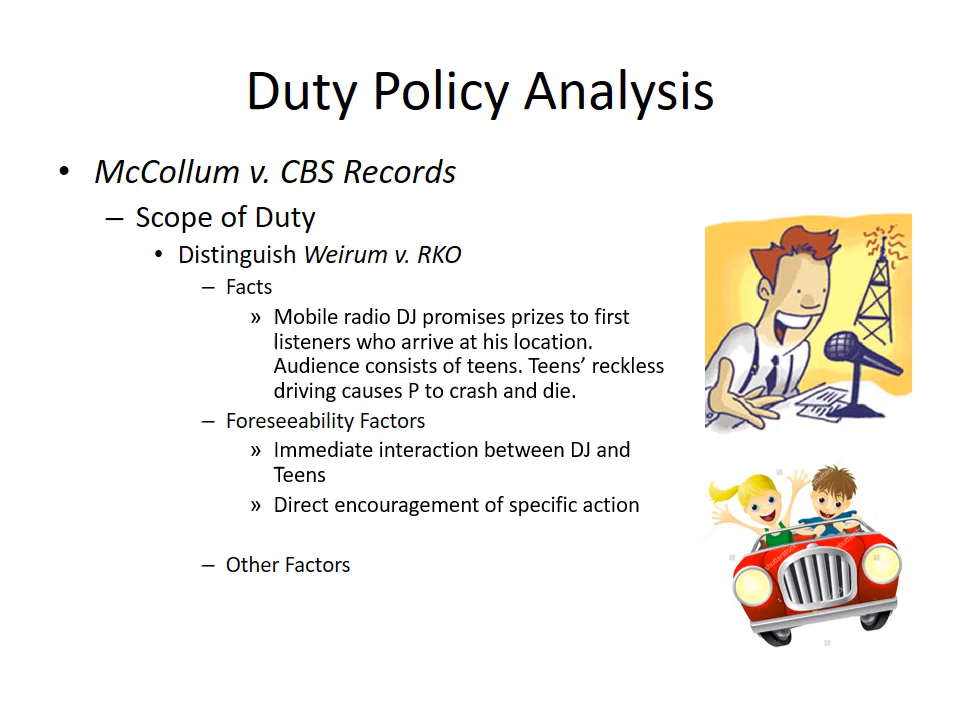 Duty Policy Analysis
• McCollum v. CBS Records
– Scope of Duty
• Distinguish Weirum v. RKO
– Facts
» Mobile radio DJ promises prizes to first
listeners who arrive at his location.
Audience consists of teens. Teens’ reckless
driving causes P to crash and die.
– Foreseeability Factors
» Immediate interaction between DJ and
Teens
» Direct encouragement of specific action
– Other Factors